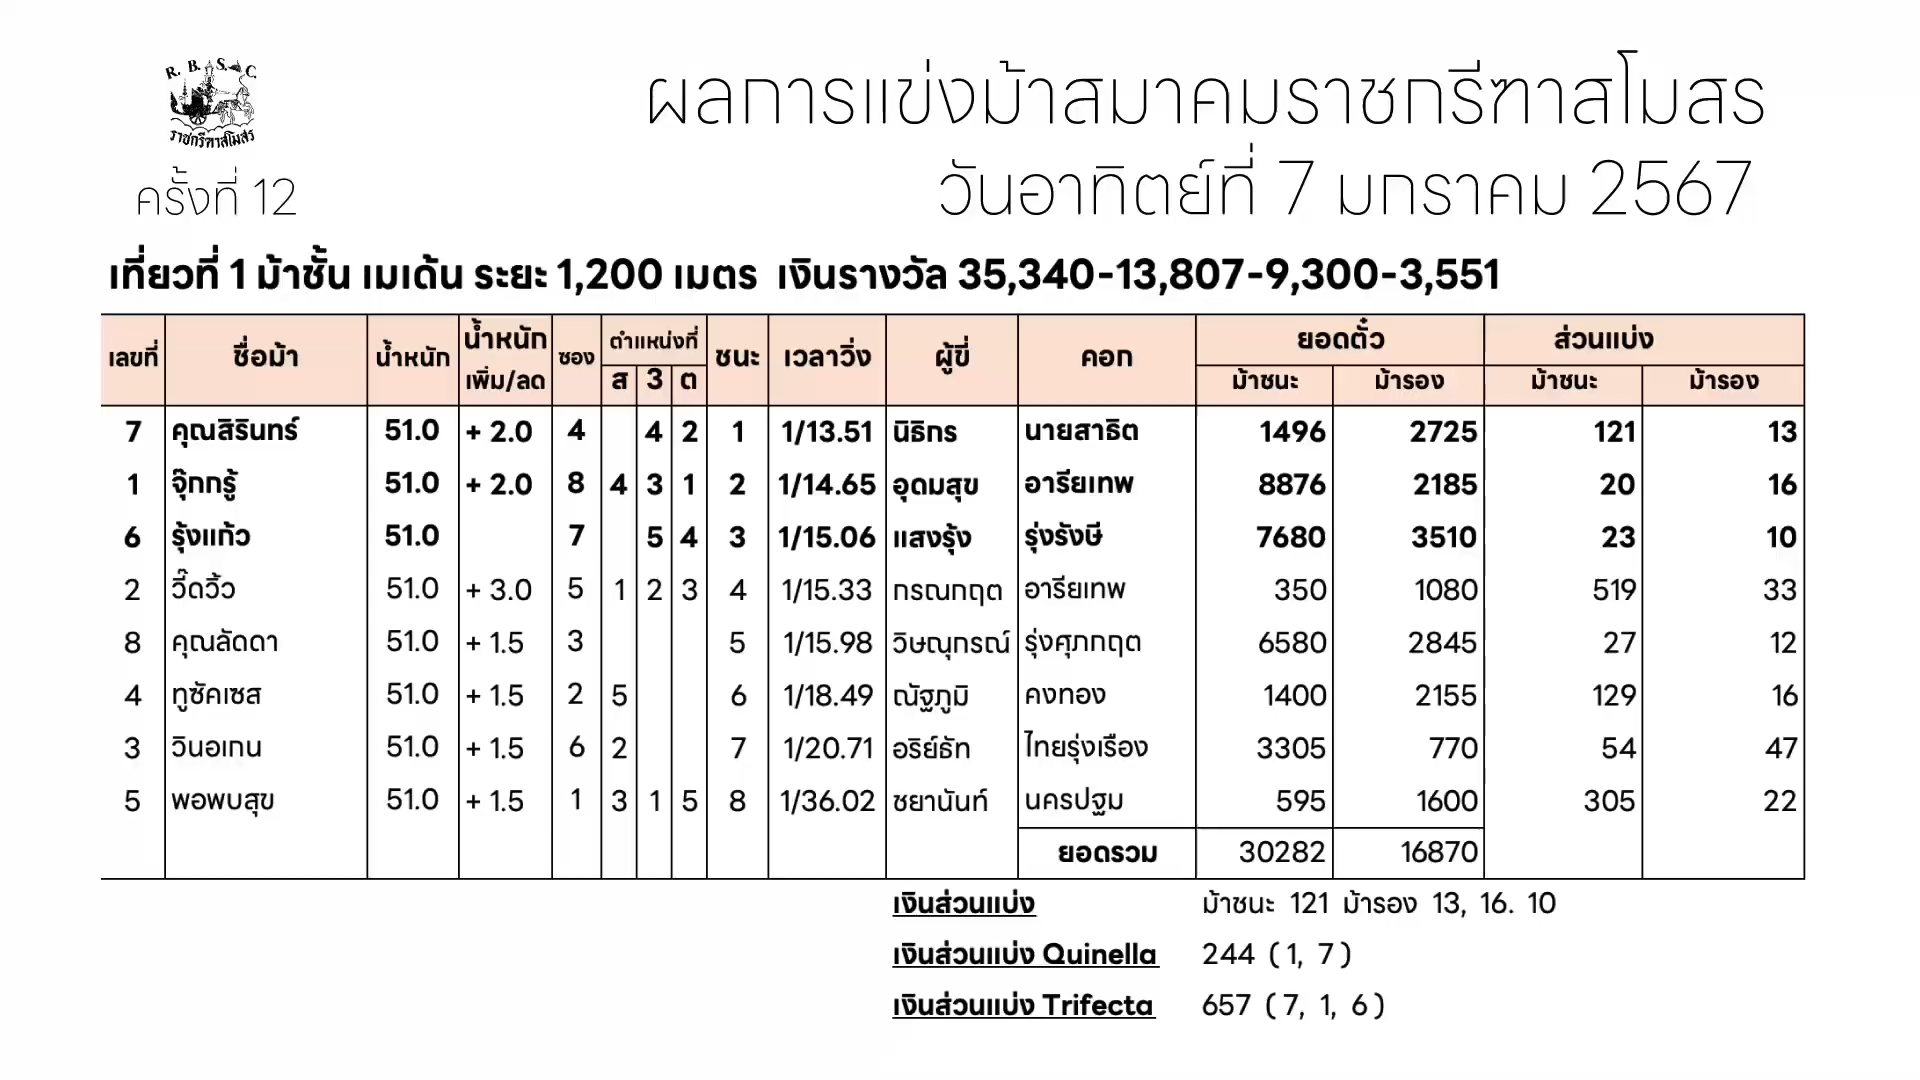 R. B. S. C.
ราชกรีฑาสโมสร
ผลการแข่งม้าสมาคมราชกรีฑาสโมสร
ครั้งที่ 12
วันอาทิตย์ที่ 7 มกราคม 2567
เที่ยวที่ 1 ม้าชั้น เมเด้น ระยะ 1,200 เมตร เงินรางวัล 35,340-13,807-9,300-3,551
เลขที่ ชื่อม้า น้ำหนัก น้ำหนัก เพิ่ม/ลด ซอง ตำแหน่งที่ ส 3 ต ชนะ เวลาวิ่ง ผู้ขี่ คอก ยอดตั๋ว ม้าชนะ ม้ารอง ส่วนแบ่ง ม้าชนะ ม้ารอง
7 คุณสิรินทร์ 51.0 + 2.0 4 4 2 1 1/13.51 นิธิกร นายสาธิต 1496 2725 121 13
1 จุ๊กกรู้ 51.0 + 2.0 8 4 3 1 2 1/14.65 อุดมสุข อารียเทพ 8876 2185 20 16
6 รุ้งแก้ว 51.0 7 5 4 3 1/15.06 แสงรุ้ง รุ่งรังษี 7680 3510 23 10
2 วี๊ดวิ้ว 51.0 + 3.0 5 1 2 3 4 1/15.33 กรณกฤต อารียเทพ 350 1080 519 33
8 คุณลัดดา 51.0 + 1.5 3 5 1/15.98 วิษณุกรณ์ รุ่งศุภกฤต 6580 2845 27 12
4 ทูซัคเซส 51.0 + 1.5 2 5 6 1/18.49 ณัฐภูมิ คงทอง 1400 2155 129 16
3 วินอเกน 51.0 + 1.5 6 2 7 1/20.71 อริย์ธัท ไทยรุ่งเรือง 3305 770 54 47
5 พอพบสุข 51.0 + 1.5 1 3 1 5 8 1/36.02 ชยานันท์ นครปฐม 595 1600 305 22
ยอดรวม 30282 16870
เงินส่วนแบ่ง ม้าชนะ 121 ม้ารอง 13, 16. 10
เงินส่วนแบ่ง Quinella 244 ( 1, 7 )
เงินส่วนแบ่ง Trifecta 657 ( 7, 1, 6 )